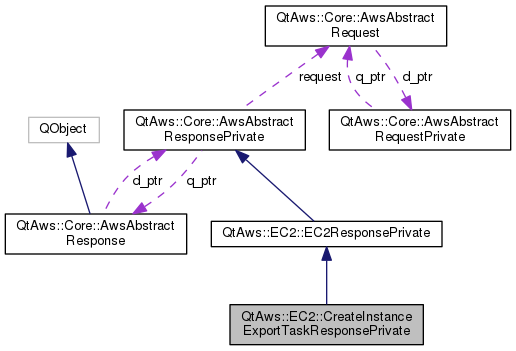 QtAws::Core::AwsAbstract
Request
request
q_ptr
d_ptr
QObject
QtAws::Core::AwsAbstract
ResponsePrivate
QtAws::Core::AwsAbstract
RequestPrivate
d_ptr
q_ptr
QtAws::Core::AwsAbstract
Response
QtAws::EC2::EC2ResponsePrivate
QtAws::EC2::CreateInstance
ExportTaskResponsePrivate